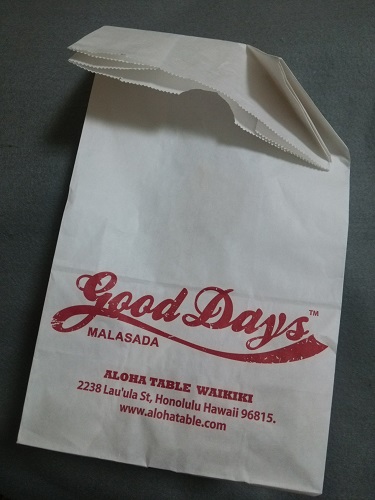 Good Days™
MALASADA
ALOHA TABLE WAIKIKI
2238 Lau'ula St, Honolulu Hawaii 96815.
www.alohatable.com